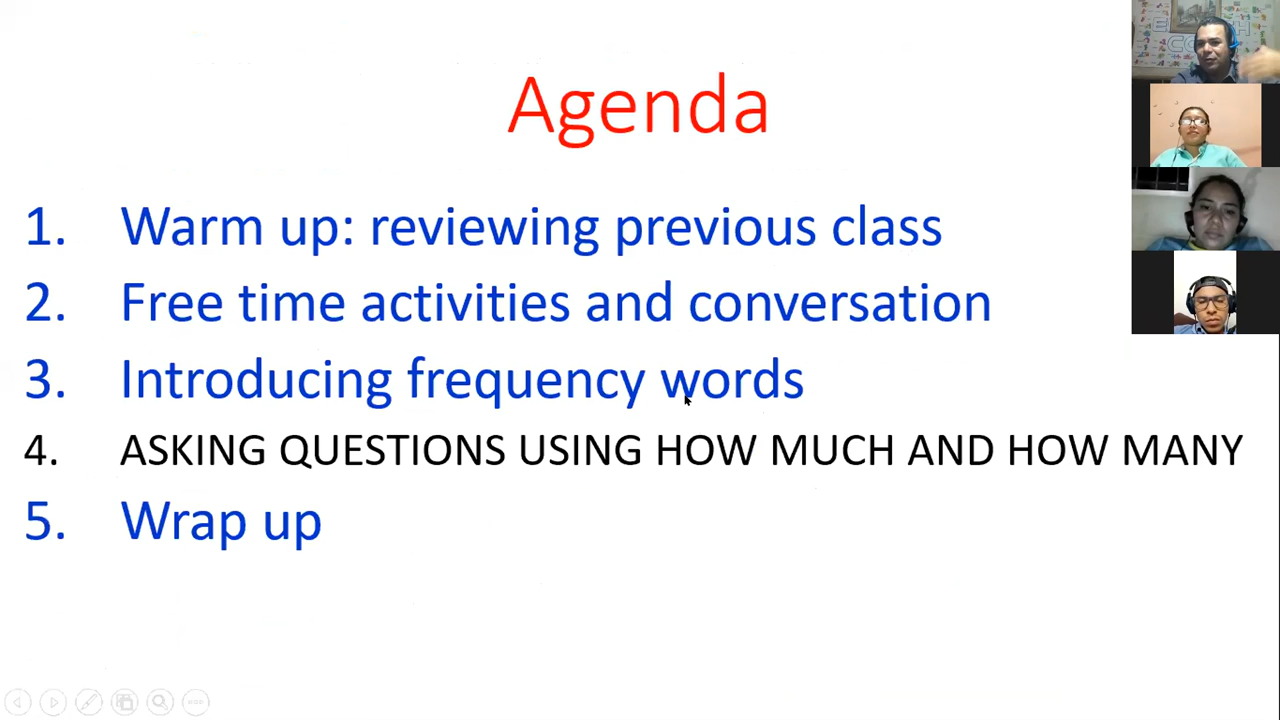 Agenda
1. Warm up: reviewing previous class
2. Free time activities and conversation
3. Introducing frequency words
4. ASKING QUESTIONS USING HOW MUCH AND HOW MANY
5. Wrap up